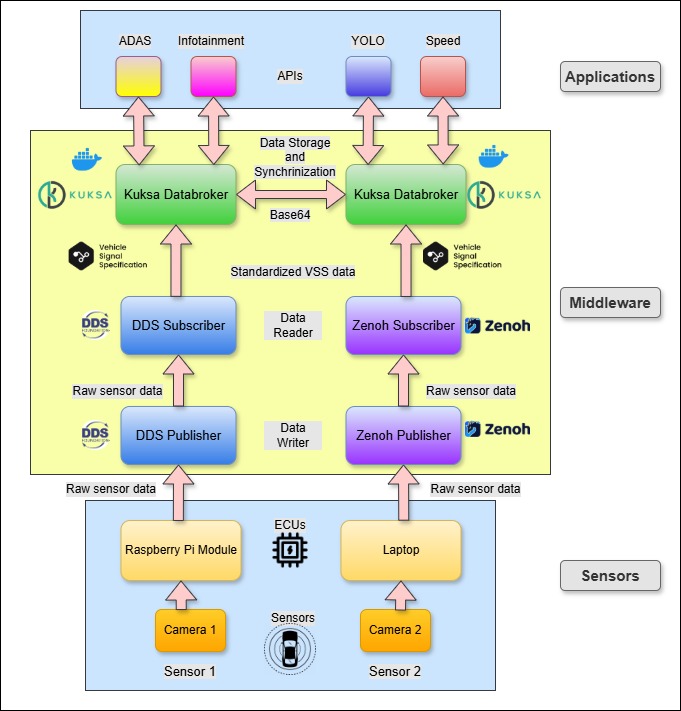 ADAS
Infotainment
YOLO
Speed
APIs
Applications
Data Storage
and
Synchrinization
Kuksa Databroker
Kuksa Databroker
KUKSA
KUKSA
Base64
Vehicle
Signal
Specification
Vehicle
Signal
Specification
Standardized VSS data
Middleware
DDS
FOUNDATION
DDS Subscriber
Data
Reader
Zenoh Subscriber
Zenoh
Raw sensor data
Raw sensor data
DDS
FOUNDATION
DDS Publisher
Data
Writer
Zenoh Publisher
Zenoh
Raw sensor data
Raw sensor data
ECUs
Raspberry Pi Module
Laptop
Sensors
Sensors
Camera 1
Camera 2
Sensor 1
Sensor 2